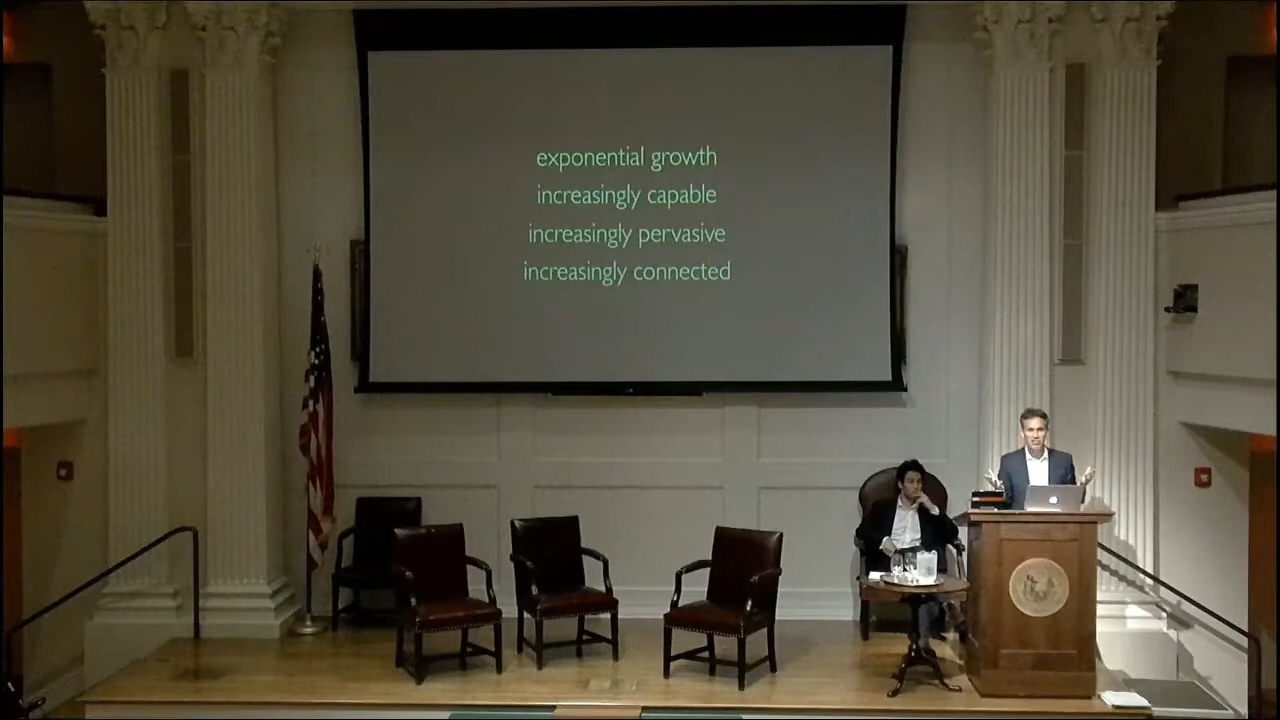 exponential growth
increasingly capable
increasingly pervasive
increasingly connected